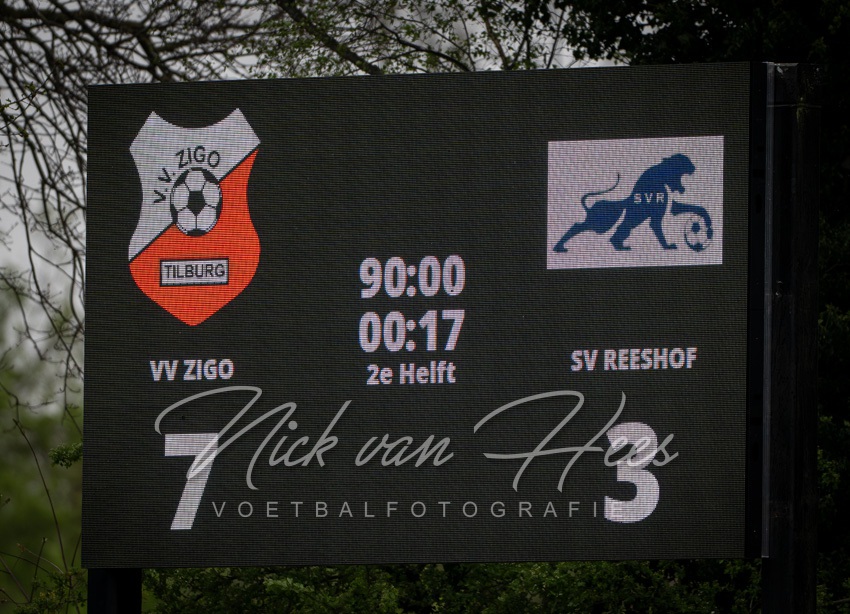 V.V. ZIGO
TILBURG
SVR
90:00
00:17
2e Helft
VV ZIGO
SV REESHOF
7
3
Nick van Hees
VOETBALFOTOGRAFIE